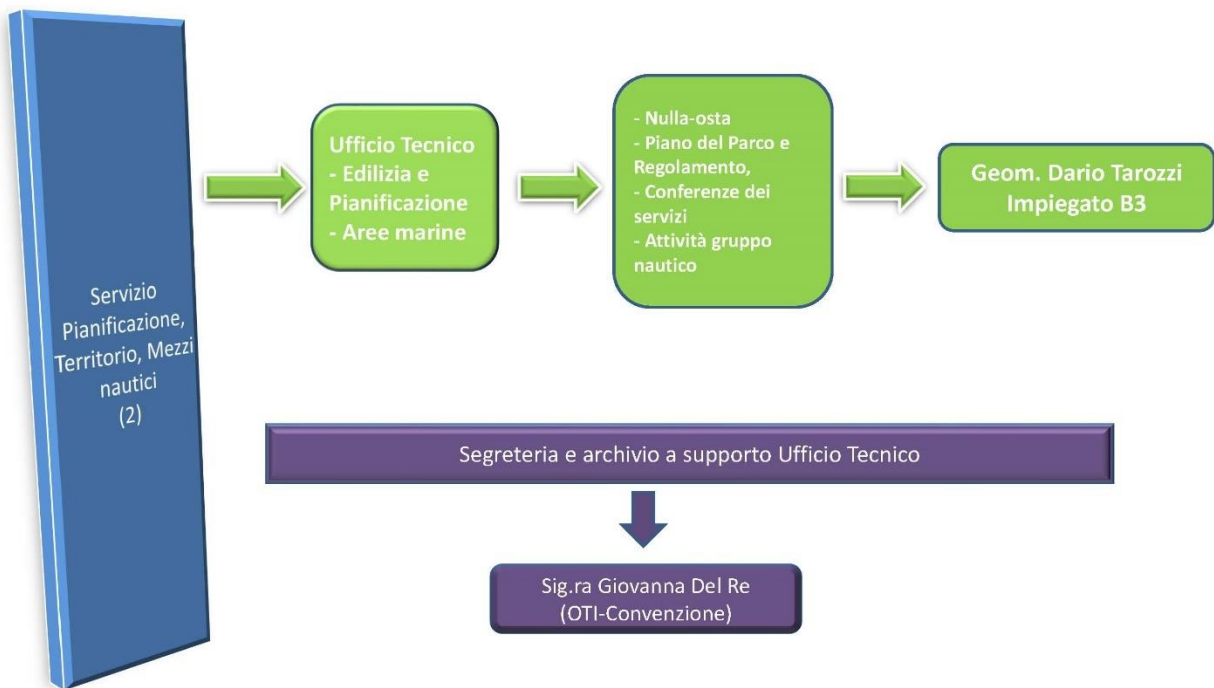 Servizio
Pianificazione,
Territorio, Mezzi
nautici
(2)
Ufficio Tecnico
- Edilizia e
Pianificazione
- Aree marine
- Nulla-osta
- Piano del Parco e
Regolamento,
- Conferenze dei
servizi
- Attività gruppo
nautico
Geom. Dario Tarozzi
Impiegato B3
Segreteria e archivio a supporto Ufficio Tecnico
Sig.ra Giovanna Del Re
(OTI-Convenzione)